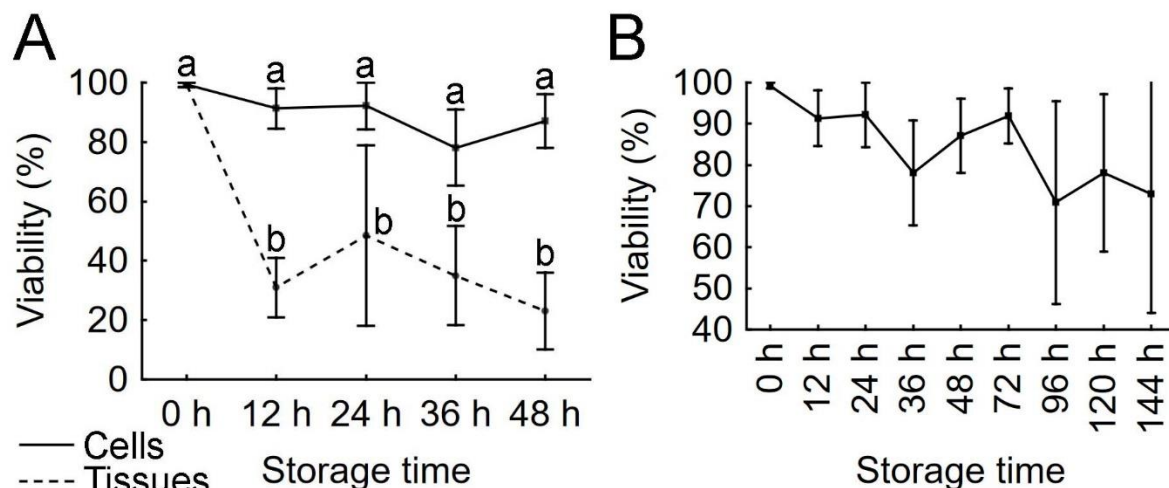 A
B
Viability (%)
100
80
60
40
20
0
a
a
a
a
a
b
b
b
b
0 h
12 h
24 h
36 h
48 h
Storage time
Cells
Tissues
Viability (%)
100
90
80
70
60
50
40
0 h
12 h
24 h
36 h
48 h
72 h
96 h
120 h
144 h
Storage time